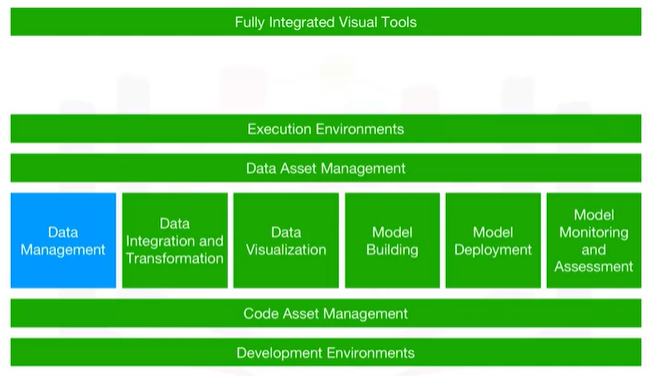 Fully Integrated Visual Tools
Execution Environments
Data Asset Management
Data
Management
Data
Integration and
Transformation
Data
Visualization
Model
Building
Model
Deployment
Model
Monitoring
and
Assessment
Code Asset Management
Development Environments